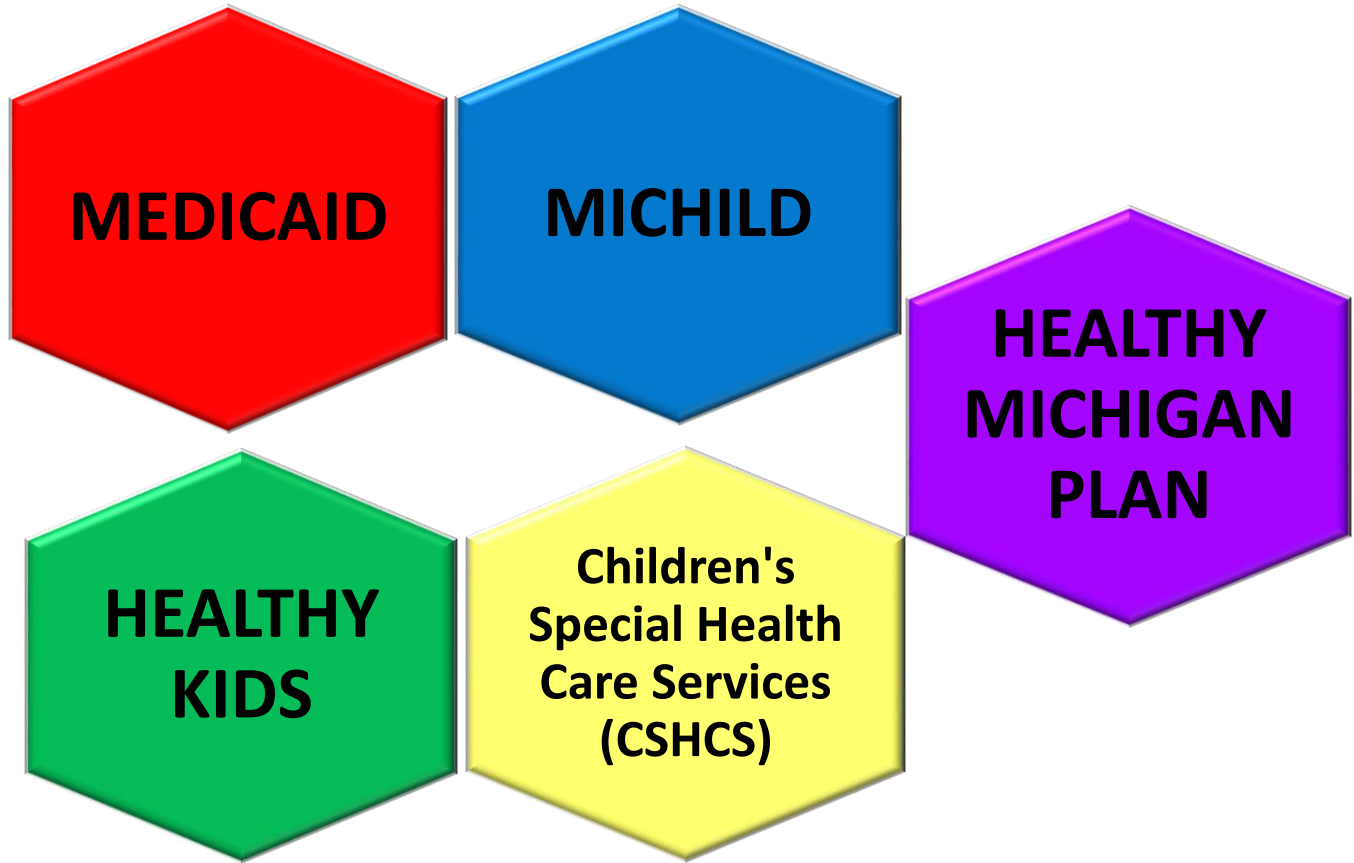 MEDICAID
MICHILD
HEALTHY
MICHIGAN
PLAN
HEALTHY
KIDS
Children's
Special Health
Care Services
(CSHCS)